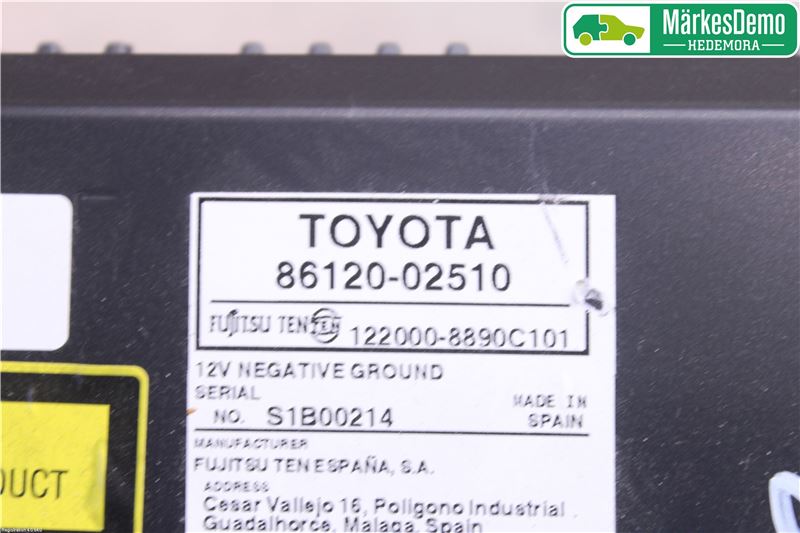 MärkesDemo
HEDEMORA
TOYOTA
86120-02510
FUJITSU TEN TEN 122000-8890C101
12V NEGATIVE GROUND
SERIAL
NO. S1B00214
MADE IN
SPAIN
MANUFACTURER
FUJITSU TEN ESPAÑA, S.A.
ADDRESS
Cesar Vallejo 16, Poligono Industrial
Guadalhorce, Malaga, Spain
DUCT